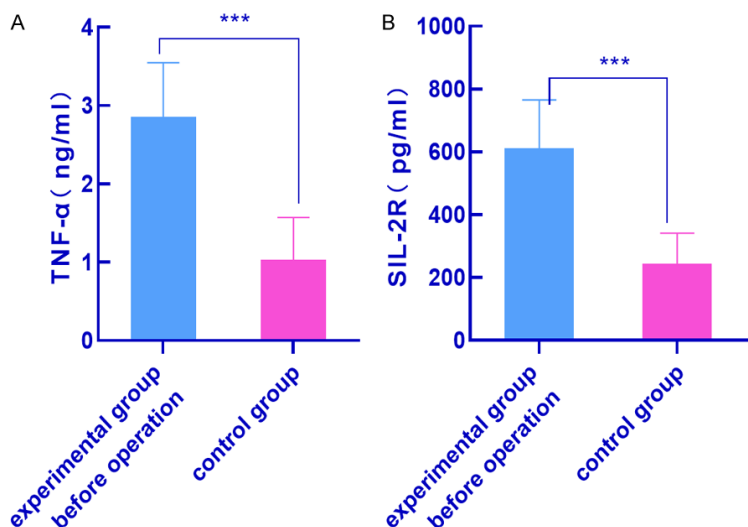 A
TNF-α( ng/ml)
4
3
2
1
0
***
experimental group
before operation
control group
B
SIL-2R( pg/ml)
1000
800
600
400
200
0
***
experimental group
before operation
control group